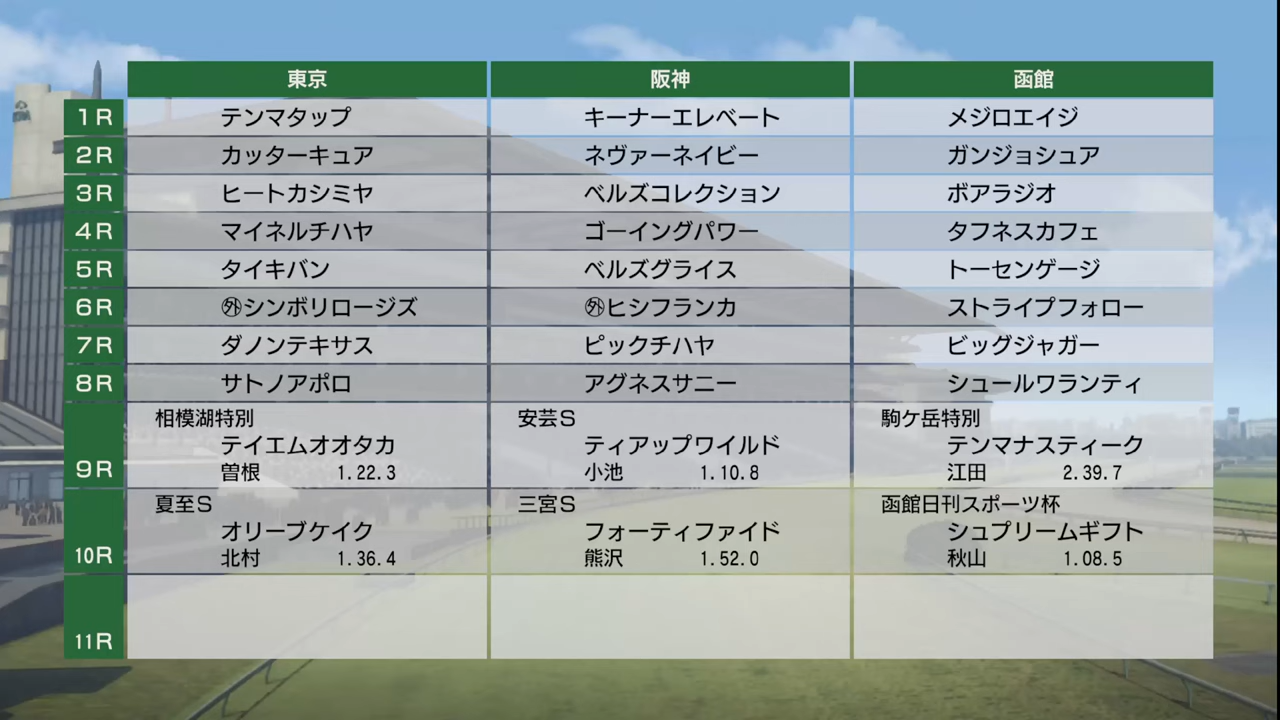 東京 阪神 函館
1R テンマタップ キーナーエレベート メジロエイジ
2R カッターキュア ネヴァーネイビー ガンジョシュア
3R ヒートカシミヤ ベルズコレクション ボアラジオ
4R マイネルチハヤ ゴーイングパワー タフネスカフェ
5R タイキバン ベルズグライス トーセンゲージ
6R ㊕シンボリロージズ ㊕ヒシフランカ ストライプフォロー
7R ダノンテキサス ピックチハヤ ビッグジャガー
8R サトノアポロ アグネスサニー シュールワランティ
相模湖特別 安芸S 駒ケ岳特別
テイエムオオタカ ティアップワイルド テンマナスティーク
9R 曽根 1.22.3 小池 1.10.8 江田 2.39.7
夏至S 三宮S 函館日刊スポーツ杯
オリーブケイク フォーティファイド シュプリームギフト
10R 北村 1.36.4 熊沢 1.52.0 秋山 1.08.5
11R